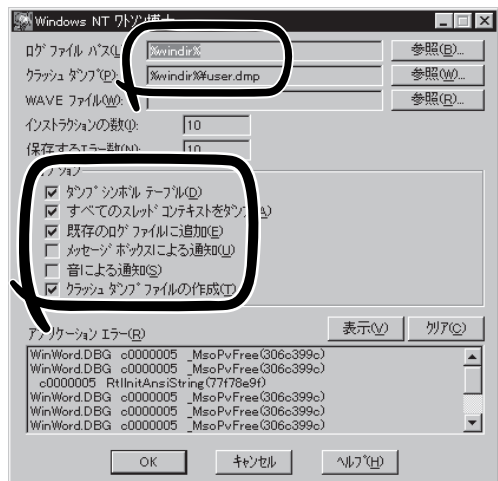 Windows NT ワトソン博士
ログ ファイル パス(L): %windir% 参照(B)...
クラッシュ ダンプ(P): %windir%¥user.dmp 参照(W)...
WAVE ファイル(W): 参照(R)...
インストラクションの数(I): 10
保存するエラー数(N): 10
オプション
ダンプ シンボル テーブル(D)
すべてのスレッド コンテキストをダンプ(A)
既存のログ ファイルに追加(E)
メッセージ ボックスによる通知(U)
音による通知(S)
クラッシュ ダンプ ファイルの作成(T)
アプリケーション エラー(R) 表示(V) クリア(C)
WinWord.DBG c0000005 _MsoPvFree(306c399c)
WinWord.DBG c0000005 _MsoPvFree(306c399c)
c0000005 RtlInitAnsiString(77f78e9f)
WinWord.DBG c0000005 _MsoPvFree(306c399c)
WinWord.DBG c0000005 _MsoPvFree(306c399c)
WinWord.DBG c0000005 _MsoPvFree(306c399c)
OK キャンセル ヘルプ(H)